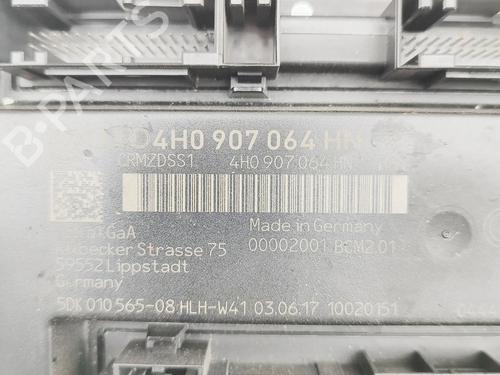 4H0 907 064 HN
CRMZDSS1 4H0 907 064 HN
GaA Made in Germany
Strasse 75 00002001 BCM2.01
59552 Lippstadt
Germany
5DK 010 565-08 HLH-W41 03.06.17 10020151
B-PARTS